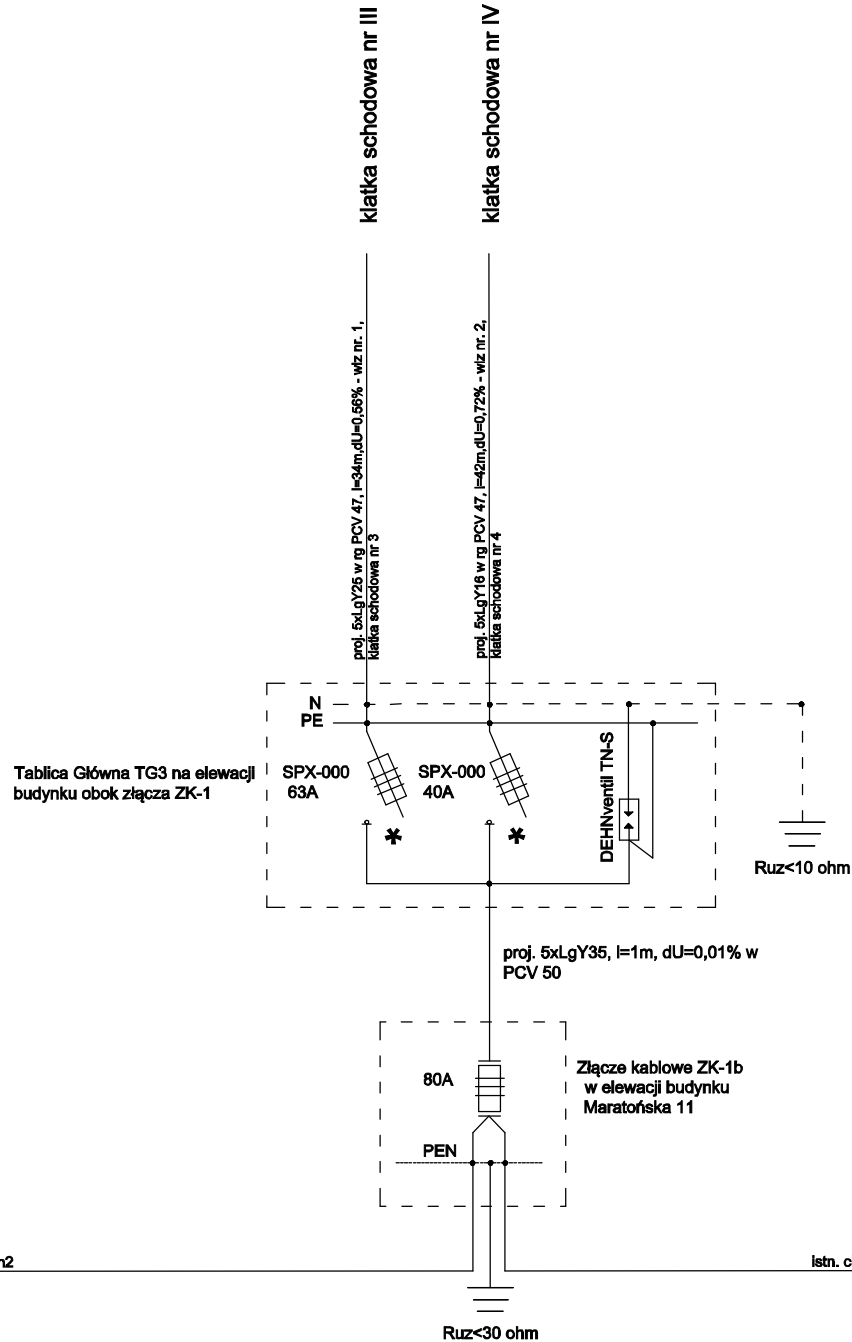 klatka schodowa nr III
klatka schodowa nr IV
proj. 5xLgY25 w rg PCV 47, l=34m,dU=0,56% - wlz nr. 1,
klatka schodowa nr 3
proj. 5xLgY16 w rg PCV 47, l=42m,dU=0,72% - wlz nr. 2,
klatka schodowa nr 4
N
PE
Tablica Główna TG3 na elewacji
budynku obok złącza ZK-1
SPX-000
63A
*
SPX-000
40A
*
DEHNventil TN-S
Ruz<10 ohm
proj. 5xLgY35, l=1m, dU=0,01% w
PCV 50
80A
Złącze kablowe ZK-1b
w elewacji budynku
Maratońska 11
PEN
n2
istn. c
Ruz<30 ohm